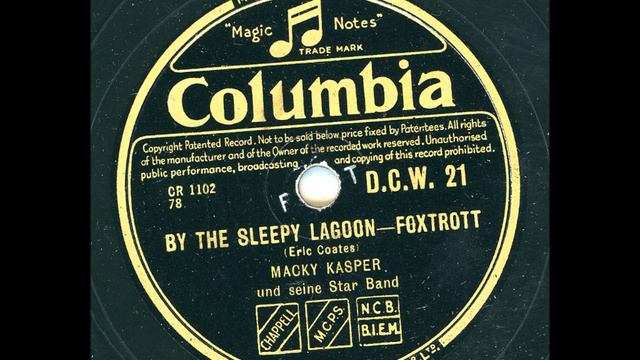 "Magic Notes"
TRADE MARK
Columbia
Copyright Patented Record. Not to be sold below price fixed by Patentees. All rights
of the manufacturer and of the Owner of the recorded work reserved. Unauthorised
public performance, broadcasting and copying of this record prohibited.
CR 1102
78
D.C.W. 21
F T
BY THE SLEEPY LAGOON—FOXTROTT
(Eric Coates)
MACKY KASPER
und seine Star Band
CHAPPELL
M.C.P.S.
N.C.B.
B.I.E.M.
LTD.